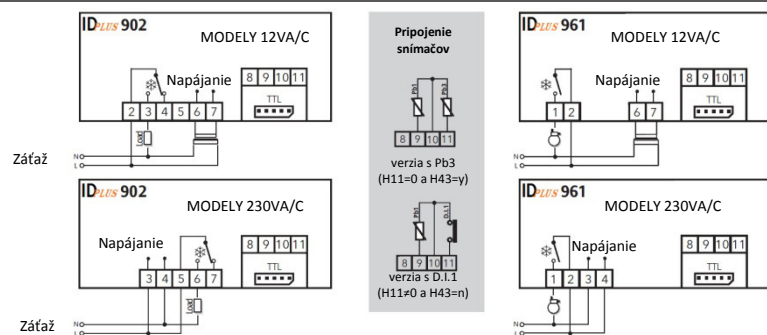 IDPLUS 902
MODELY 12VA/C
Napájanie
8 9 10 11
TTL
2 3 4 5 6 7
Load
Záťaž
N
L
Pripojenie
snímačov
Pb1
Pb3
8 9 10 11
verzia s Pb3
(H11=0 a H43=y)
IDPLUS 961
MODELY 12VA/C
Napájanie
8 9 10 11
TTL
1 2
6 7
N
L
IDPLUS 902
MODELY 230VA/C
Napájanie
8 9 10 11
TTL
3 4 5 6 7
Load
Záťaž
N
L
Pb1
D.I.1
8 9 10 11
verzia s D.I.1
(H11≠0 a H43=n)
IDPLUS 961
MODELY 230VA/C
Napájanie
8 9 10 11
TTL
1 2 3 4
N
L